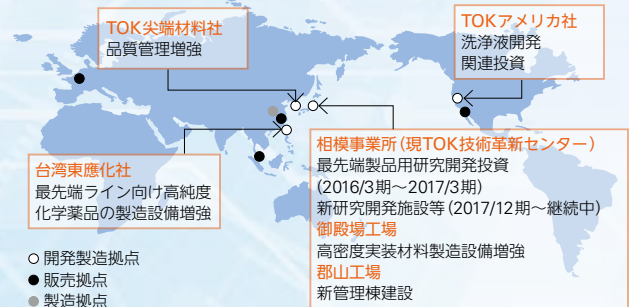 TOK尖端材料社
品質管理増強
TOKアメリカ社
洗浄液開発
関連投資
台湾東應化社
最先端ライン向け高純度
化学薬品の製造設備増強
相模事業所(現TOK技術革新センター)
最先端製品用研究開発投資
(2016/3期〜2017/3期)
新研究開発施設等(2017/12期〜継続中)
御殿場工場
高密度実装材料製造設備増強
郡山工場
新管理棟建設
○ 開発製造拠点
● 販売拠点
● 製造拠点